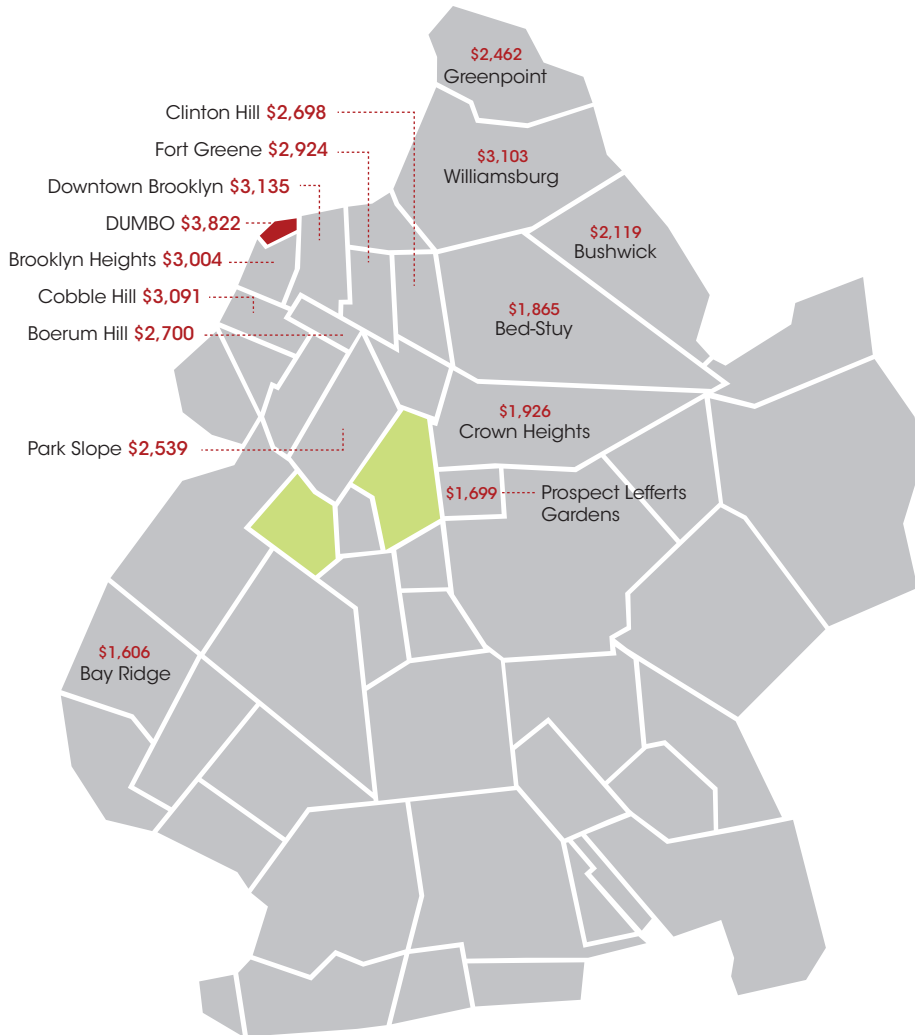 $2,462
Greenpoint
Clinton Hill $2,698
Fort Greene $2,924
$3,103
Williamsburg
Downtown Brooklyn $3,135
DUMBO $3,822
$2,119
Bushwick
Brooklyn Heights $3,004
Cobble Hill $3,091
$1,865
Bed-Stuy
Boerum Hill $2,700
$1,926
Crown Heights
Park Slope $2,539
$1,699 Prospect Lefferts
Gardens
$1,606
Bay Ridge